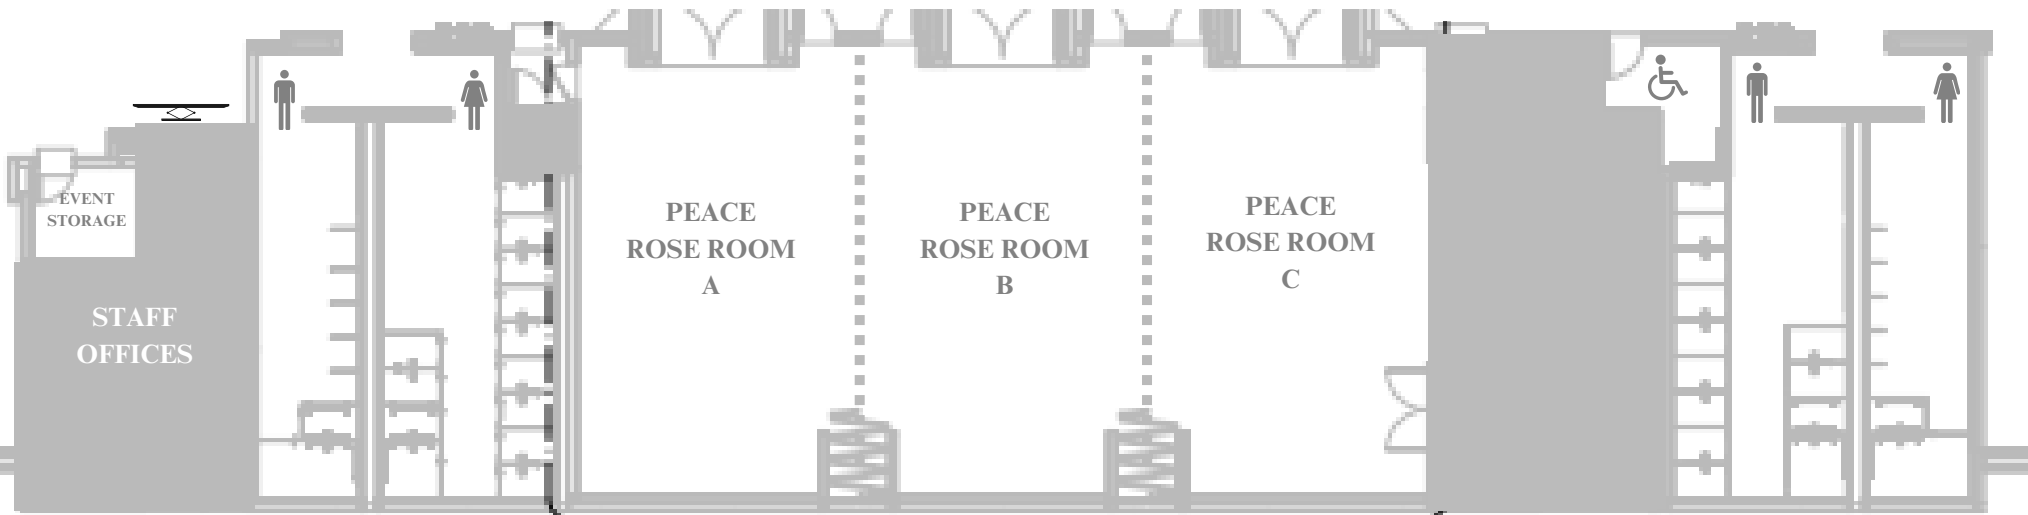 EVENT
STORAGE
STAFF
OFFICES
PEACE
ROSE ROOM
A
PEACE
ROSE ROOM
B
PEACE
ROSE ROOM
C